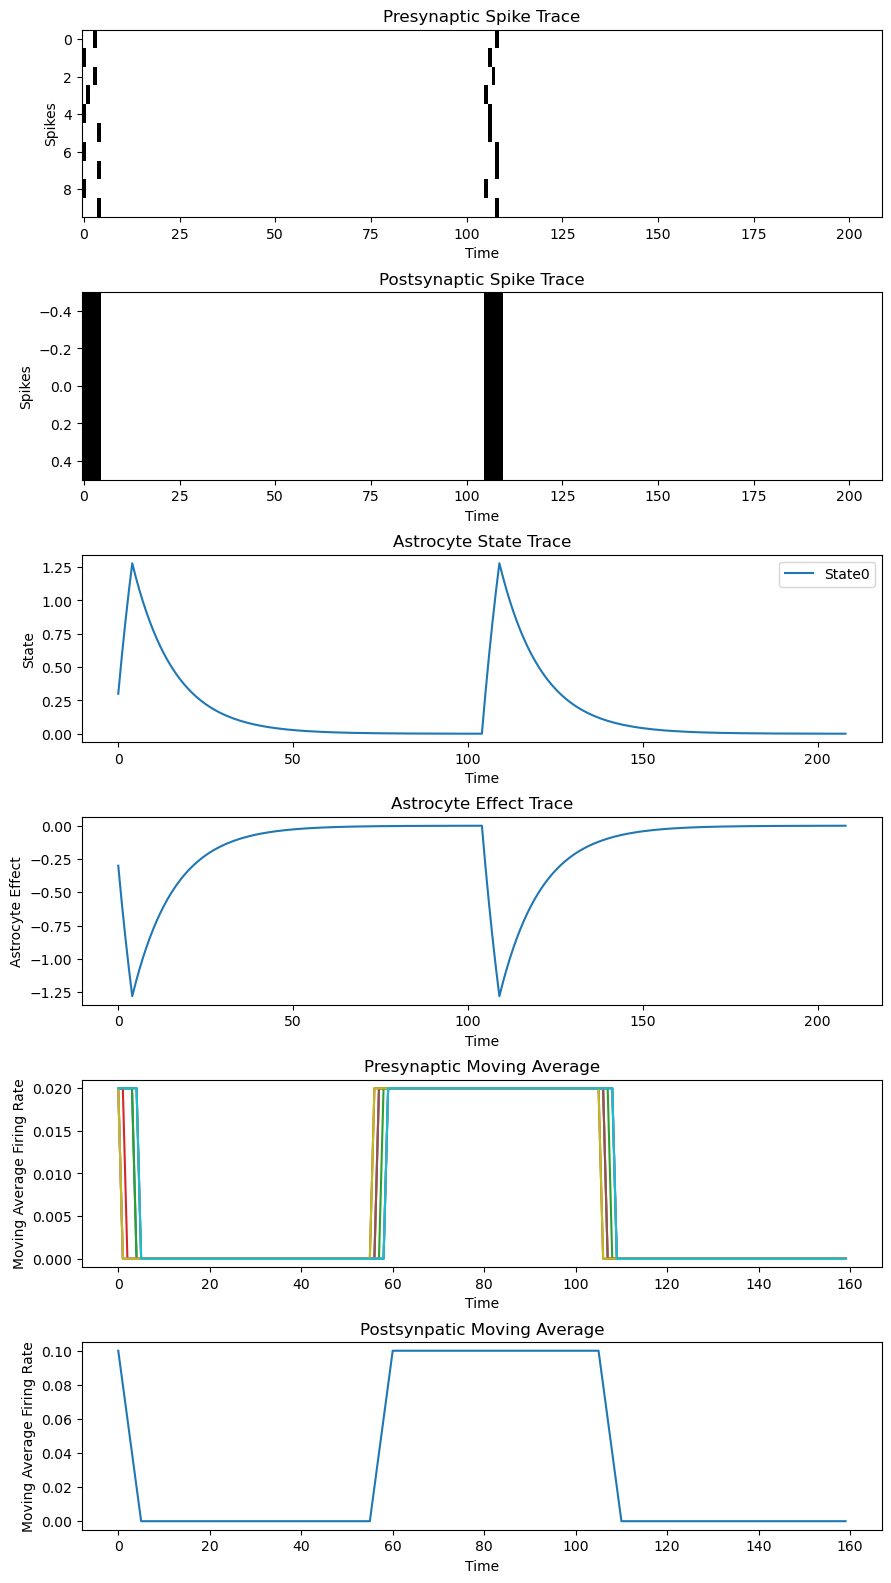 Presynaptic Spike Trace
0
2
4
6
8
Spikes
0 25 50 75 100 125 150 175 200
Time
Postsynaptic Spike Trace
−0.4
−0.2
0.0
0.2
0.4
Spikes
0 25 50 75 100 125 150 175 200
Time
Astrocyte State Trace
1.25
1.00
0.75
0.50
0.25
0.00
State
State0
0 50 100 150 200
Time
Astrocyte Effect Trace
0.00
−0.25
−0.50
−0.75
−1.00
−1.25
Astrocyte Effect
0 50 100 150 200
Time
Presynaptic Moving Average
0.020
0.015
0.010
0.005
0.000
Moving Average Firing Rate
0 20 40 60 80 100 120 140 160
Time
Postsynpatic Moving Average
0.10
0.08
0.06
0.04
0.02
0.00
Moving Average Firing Rate
0 20 40 60 80 100 120 140 160
Time